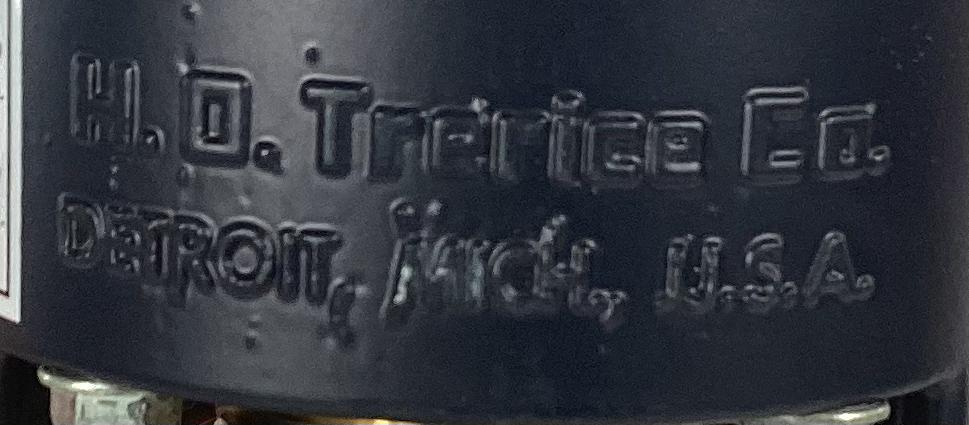 H. O. Trerice Co.
DETROIT, MICH., U.S.A.